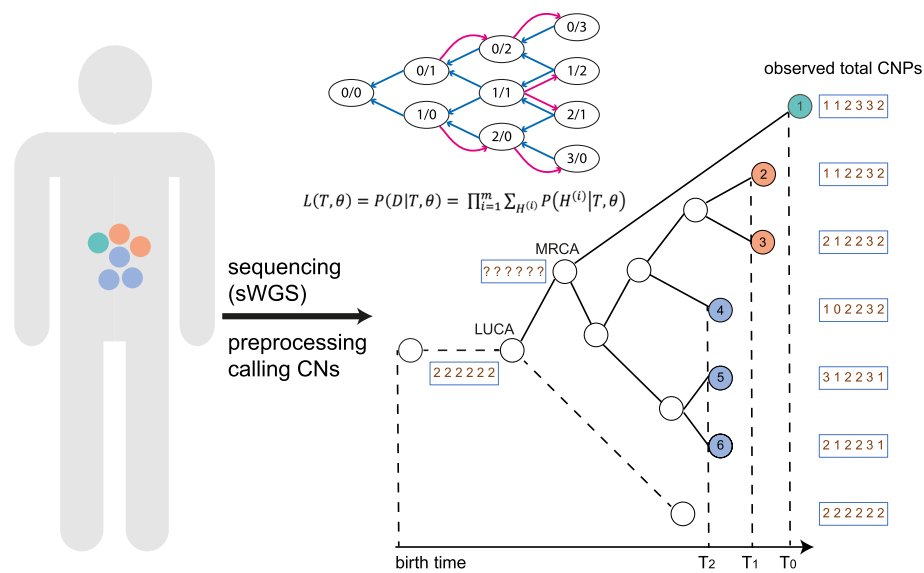 0/3
0/2
0/1
1/2
0/0
1/1
1/0
2/1
2/0
3/0
L(T, θ) = P(D|T, θ) = ∏_{i=1}^{m} ∑_{H^{(i)}} P(H^{(i)}|T, θ)
observed total CNPs
1
1 1 2 3 3 2
2
1 1 2 2 3 2
3
2 1 2 2 3 2
MRCA
? ? ? ? ? ?
sequencing
(sWGS)
preprocessing
calling CNs
4
1 0 2 2 3 2
LUCA
2 2 2 2 2 2
5
3 1 2 2 3 1
6
2 1 2 2 3 1
2 2 2 2 2 2
birth time
T2
T1
T0